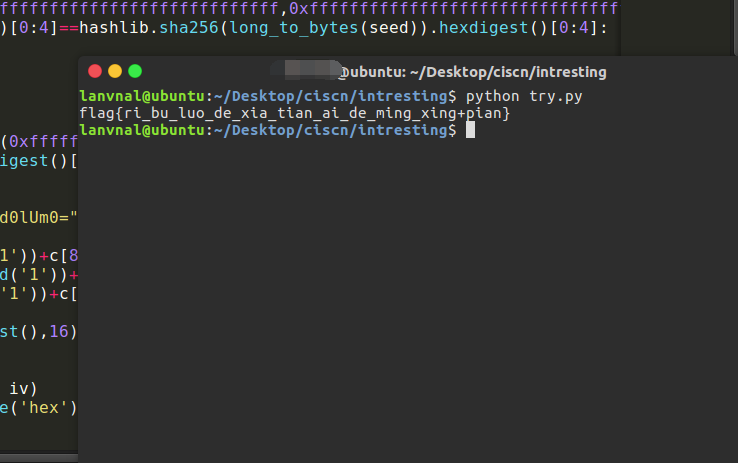 ffffffffffffffffffffffffffff,0xffffffffffffffffffffffffffffffff
)[0:4]==hashlib.sha256(long_to_bytes(seed)).hexdigest()[0:4]:
@ubuntu: ~/Desktop/ciscn/intresting
lanvnal@ubuntu:~/Desktop/ciscn/intresting$ python try.py
flag{ri_bu_luo_de_xia_tian_ai_de_ming_xing+pian}
lanvnal@ubuntu:~/Desktop/ciscn/intresting$
(0xfffff
igest()[
d0lUm0="
1'))+c[8
d('1'))+
'1'))+c[
st(),16)
iv)
e('hex')